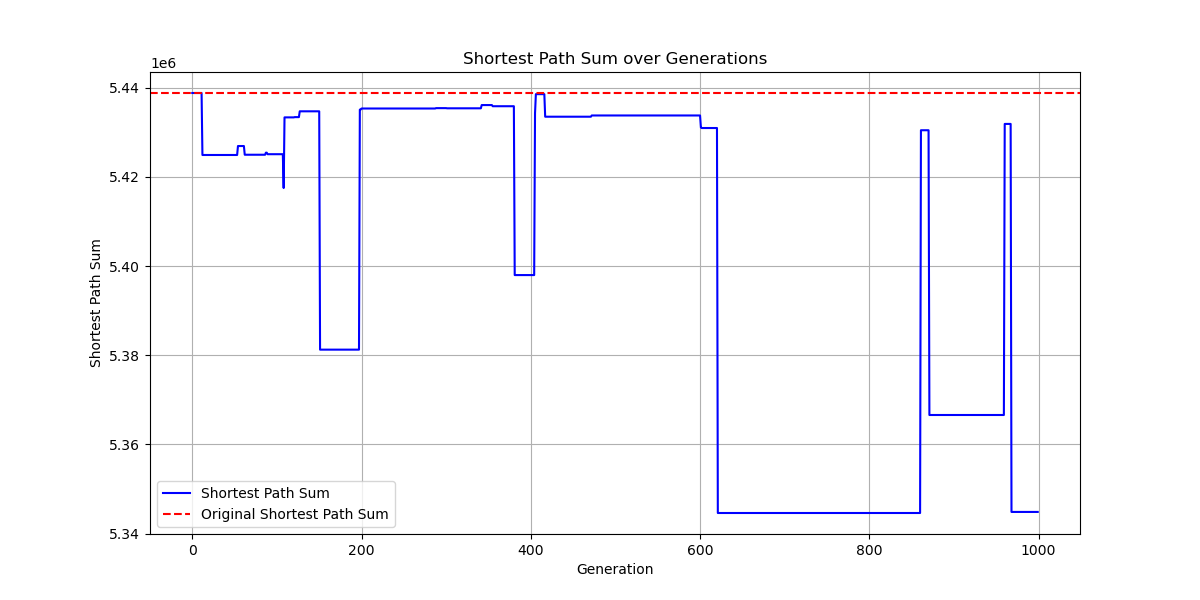 Shortest Path Sum over Generations
1e6
5.44
5.42
5.40
5.38
5.36
5.34
Shortest Path Sum
Shortest Path Sum
Original Shortest Path Sum
0 200 400 600 800 1000
Generation